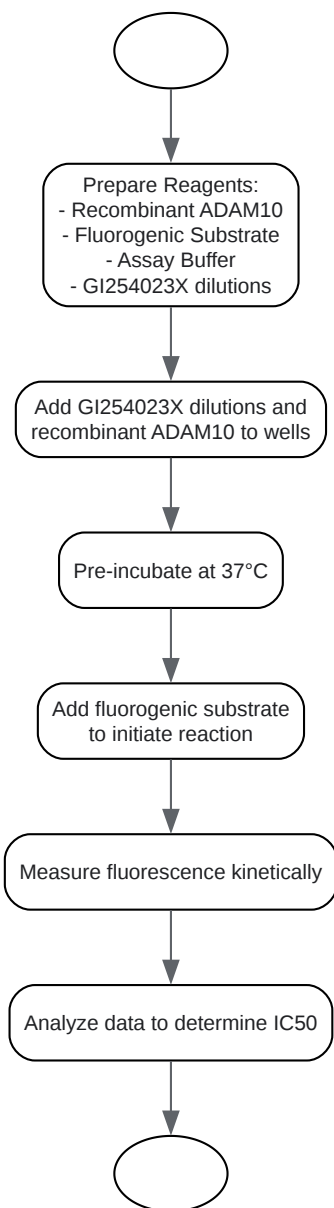 Prepare Reagents:
- Recombinant ADAM10
- Fluorogenic Substrate
- Assay Buffer
- GI254023X dilutions
Add GI254023X dilutions and
recombinant ADAM10 to wells
Pre-incubate at 37°C
Add fluorogenic substrate
to initiate reaction
Measure fluorescence kinetically
Analyze data to determine IC50